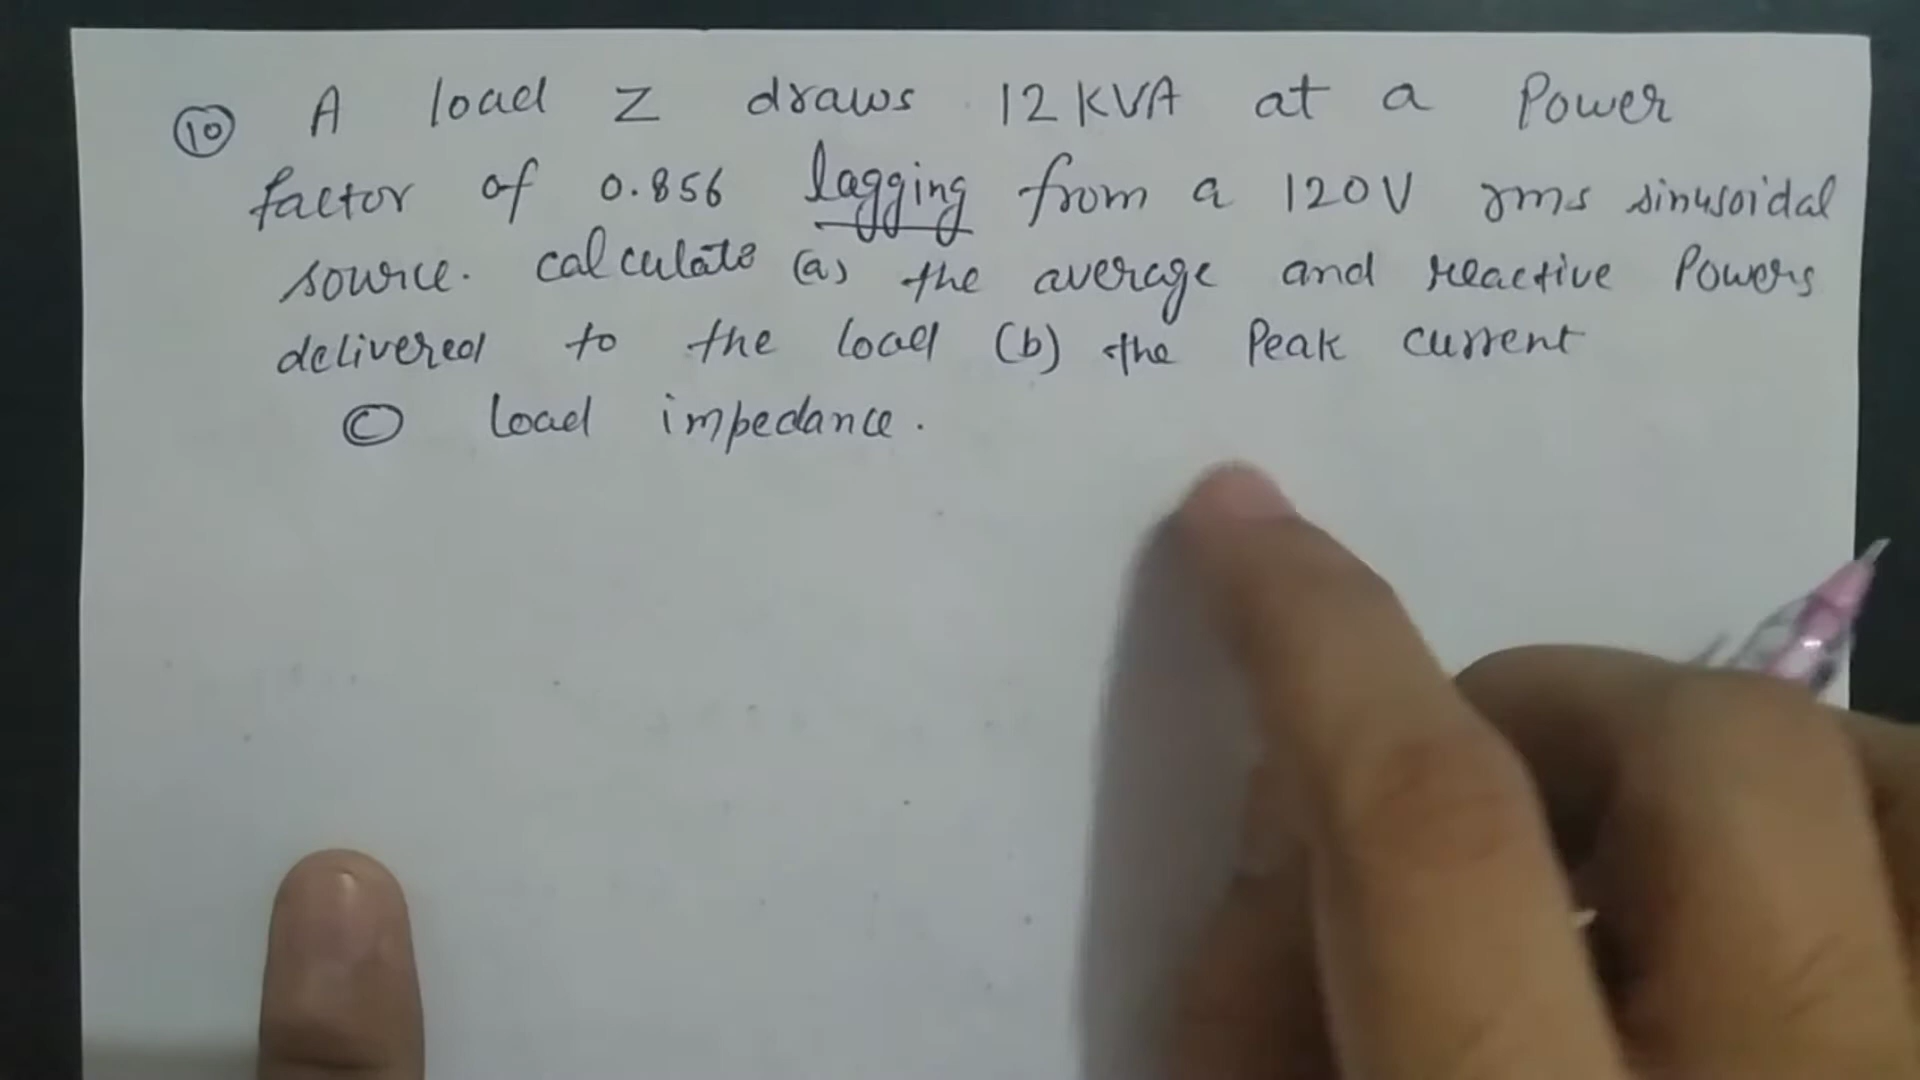 10 A load Z draws 12 KVA at a Power
factor of 0.856 lagging from a 120V rms sinusoidal
source. calculate (a) the average and reactive Powers
delivered to the load (b) the Peak current
(c) load impedance.